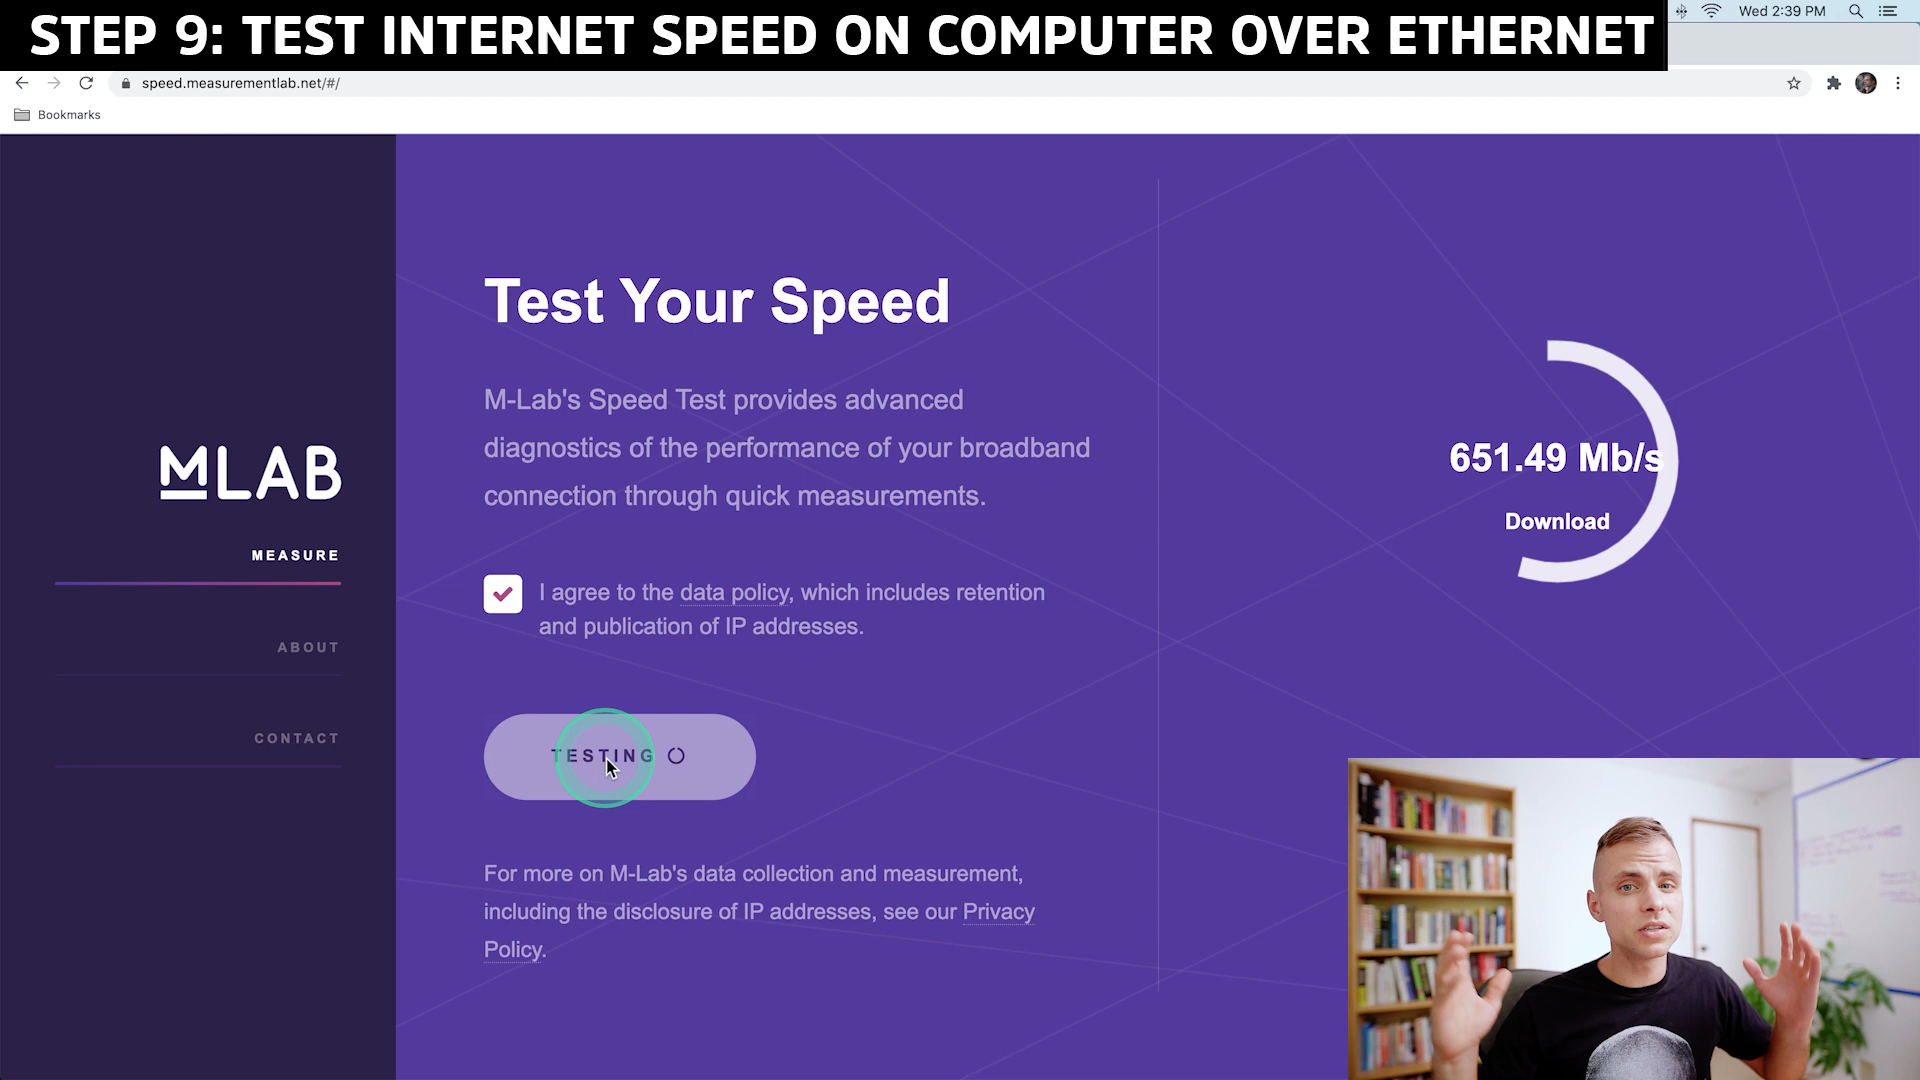 STEP 9: TEST INTERNET SPEED ON COMPUTER OVER ETHERNET
Wed 2:39 PM
speed.measurementlab.net/#/
Bookmarks
MLAB
MEASURE
ABOUT
CONTACT
Test Your Speed
M-Lab's Speed Test provides advanced
diagnostics of the performance of your broadband
connection through quick measurements.
I agree to the data policy, which includes retention
and publication of IP addresses.
TESTING
For more on M-Lab's data collection and measurement,
including the disclosure of IP addresses, see our Privacy
Policy.
651.49 Mb/s
Download